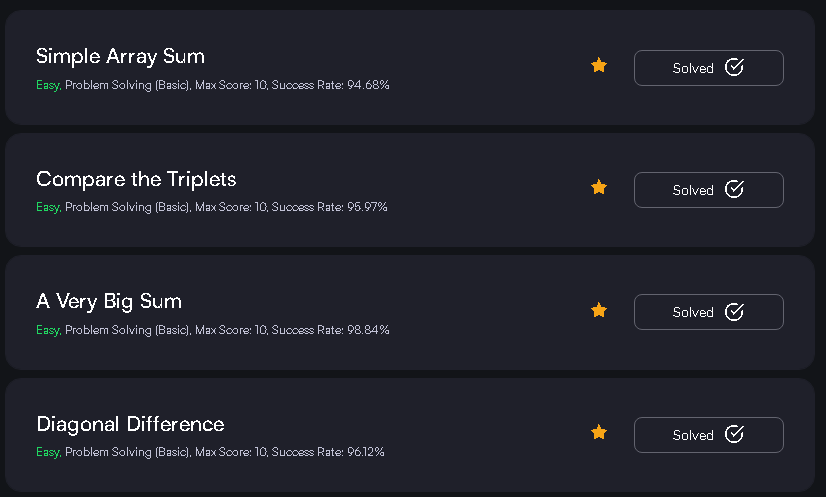 Simple Array Sum
Easy, Problem Solving (Basic), Max Score: 10, Success Rate: 94.68%
Solved
Compare the Triplets
Easy, Problem Solving (Basic), Max Score: 10, Success Rate: 95.97%
Solved
A Very Big Sum
Easy, Problem Solving (Basic), Max Score: 10, Success Rate: 98.84%
Solved
Diagonal Difference
Easy, Problem Solving (Basic), Max Score: 10, Success Rate: 96.12%
Solved